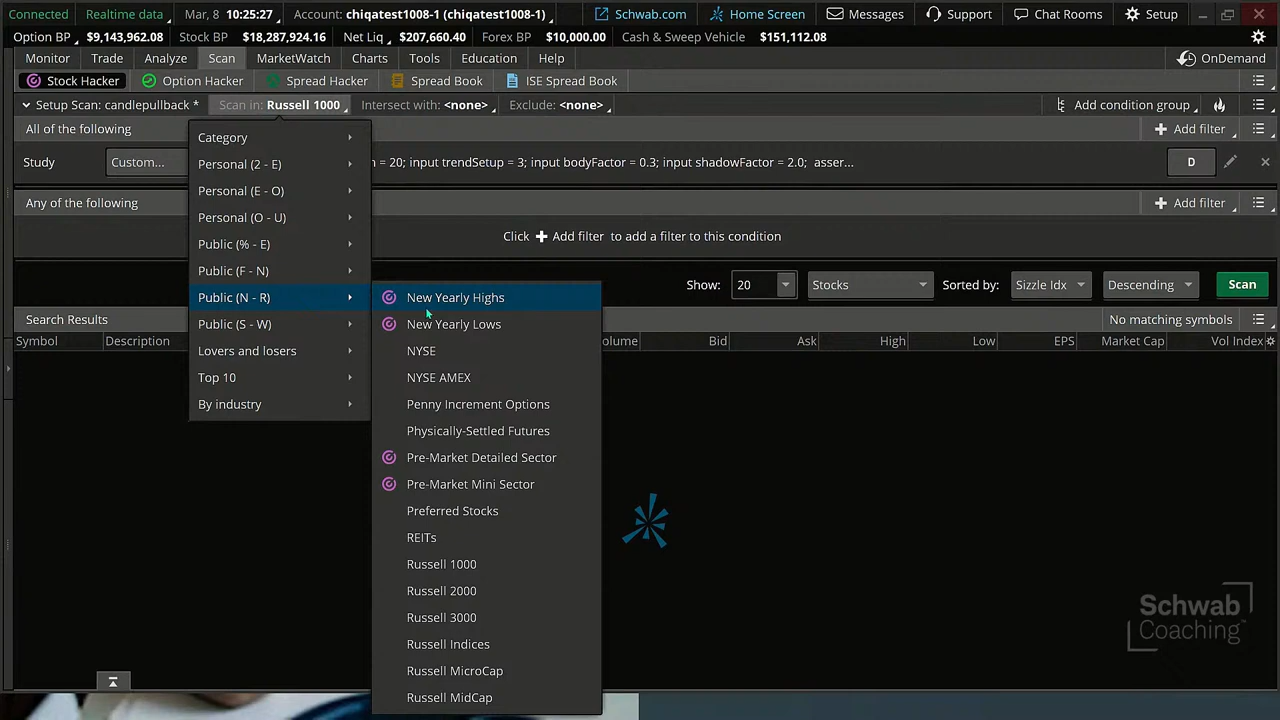 Connected Realtime data Mar, 8 10:25:27 Account: chiqatest1008-1 (chiqatest1008-1) Schwab.com Home Screen Messages Support Chat Rooms Setup
Option BP $9,143,962.08 Stock BP $18,287,924.16 Net Liq $207,660.40 Forex BP $10,000.00 Cash & Sweep Vehicle $151,112.08
Monitor Trade Analyze Scan MarketWatch Charts Tools Education Help OnDemand
Stock Hacker Option Hacker Spread Hacker Spread Book ISE Spread Book
Setup Scan: candlepullback * Scan in: Russell 1000 Intersect with: <none> Exclude: <none> Add condition group
All of the following Add filter
Study Custom... = 20; input trendSetup = 3; input bodyFactor = 0.3; input shadowFactor = 2.0; asser... D
Any of the following Add filter
Click + Add filter to add a filter to this condition
Show: 20 Stocks Sorted by: Sizzle Idx Descending Scan
Search Results No matching symbols
Symbol Description Bid Ask High Low EPS Market Cap Vol Index
Category
Personal (2 - E)
Personal (E - O)
Personal (O - U)
Public (% - E)
Public (F - N)
Public (N - R)
Public (S - W)
Lovers and losers
Top 10
By industry
New Yearly Highs
New Yearly Lows
NYSE
NYSE AMEX
Penny Increment Options
Physically-Settled Futures
Pre-Market Detailed Sector
Pre-Market Mini Sector
Preferred Stocks
REITs
Russell 1000
Russell 2000
Russell 3000
Russell Indices
Russell MicroCap
Russell MidCap
Schwab
Coaching™